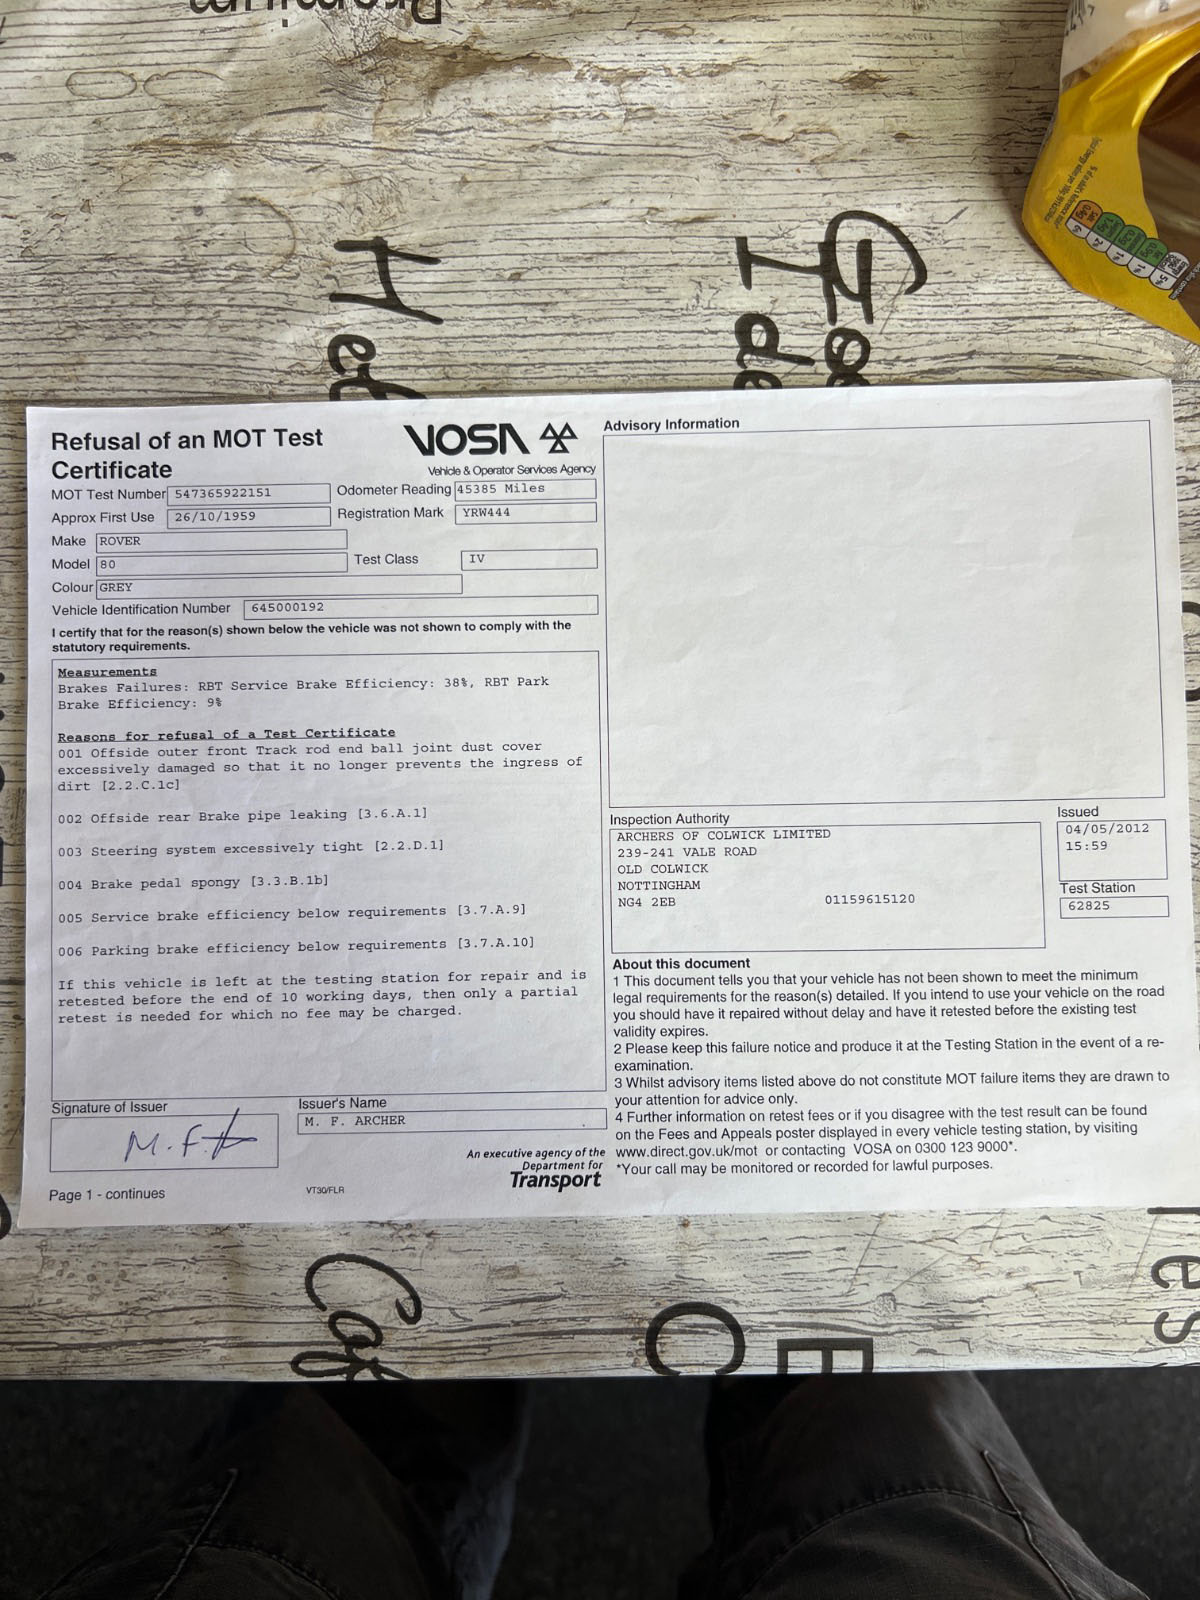 Refusal of an MOT Test
Certificate
VOSA
Vehicle & Operator Services Agency
MOT Test Number 547365922151
Odometer Reading 45385 Miles
Approx First Use 26/10/1959
Registration Mark YRW444
Make ROVER
Model 80
Test Class IV
Colour GREY
Vehicle Identification Number 645000192
I certify that for the reason(s) shown below the vehicle was not shown to comply with the
statutory requirements.
Measurements
Brakes Failures: RBT Service Brake Efficiency: 38%, RBT Park
Brake Efficiency: 9%
Reasons for refusal of a Test Certificate
001 Offside outer front Track rod end ball joint dust cover
excessively damaged so that it no longer prevents the ingress of
dirt [2.2.C.1c]
002 Offside rear Brake pipe leaking [3.6.A.1]
003 Steering system excessively tight [2.2.D.1]
004 Brake pedal spongy [3.3.B.1b]
005 Service brake efficiency below requirements [3.7.A.9]
006 Parking brake efficiency below requirements [3.7.A.10]
If this vehicle is left at the testing station for repair and is
retested before the end of 10 working days, then only a partial
retest is needed for which no fee may be charged.
Signature of Issuer
M. F. A
Issuer's Name
M. F. ARCHER
An executive agency of the
Department for
Transport
Page 1 - continues
VT30/FLR
Advisory Information
Inspection Authority
ARCHERS OF COLWICK LIMITED
239-241 VALE ROAD
OLD COLWICK
NOTTINGHAM
NG4 2EB 01159615120
Issued
04/05/2012
15:59
Test Station
62825
About this document
1 This document tells you that your vehicle has not been shown to meet the minimum
legal requirements for the reason(s) detailed. If you intend to use your vehicle on the road
you should have it repaired without delay and have it retested before the existing test
validity expires.
2 Please keep this failure notice and produce it at the Testing Station in the event of a re-
examination.
3 Whilst advisory items listed above do not constitute MOT failure items they are drawn to
your attention for advice only.
4 Further information on retest fees or if you disagree with the test result can be found
on the Fees and Appeals poster displayed in every vehicle testing station, by visiting
www.direct.gov.uk/mot or contacting VOSA on 0300 123 9000*.
*Your call may be monitored or recorded for lawful purposes.